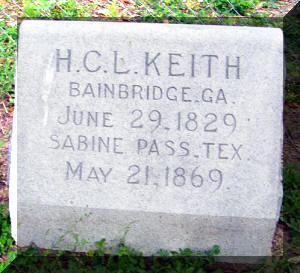 H.C.L. KEITH
BAINBRIDGE, GA.
JUNE 29, 1829
SABINE PASS, TEX.
MAY 21, 1869.